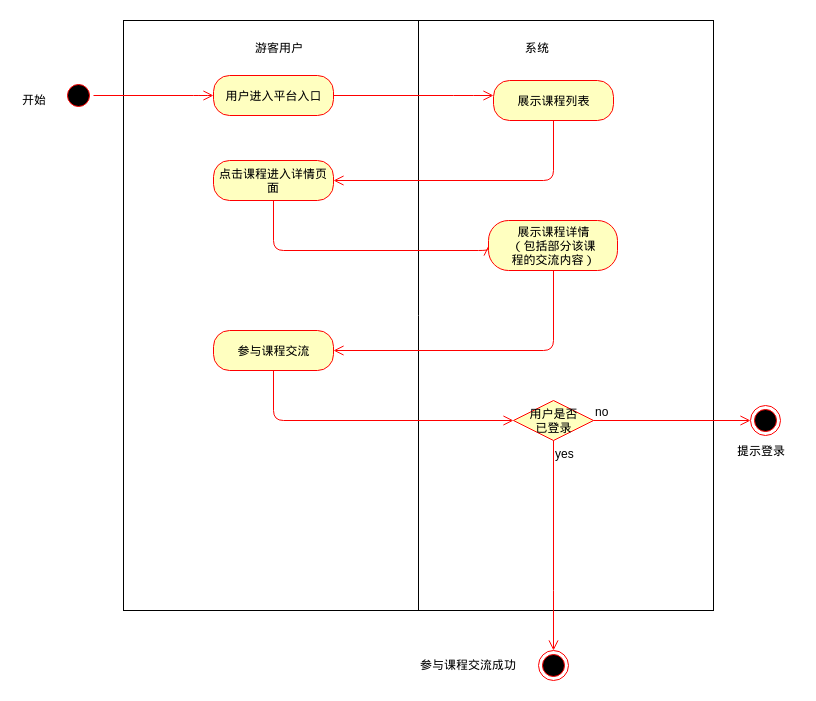 游客用户
系统
开始
用户进入平台入口
展示课程列表
点击课程进入详情页
面
展示课程详情
（包括部分该课
程的交流内容）
参与课程交流
用户是否
已登录
no
yes
提示登录
参与课程交流成功